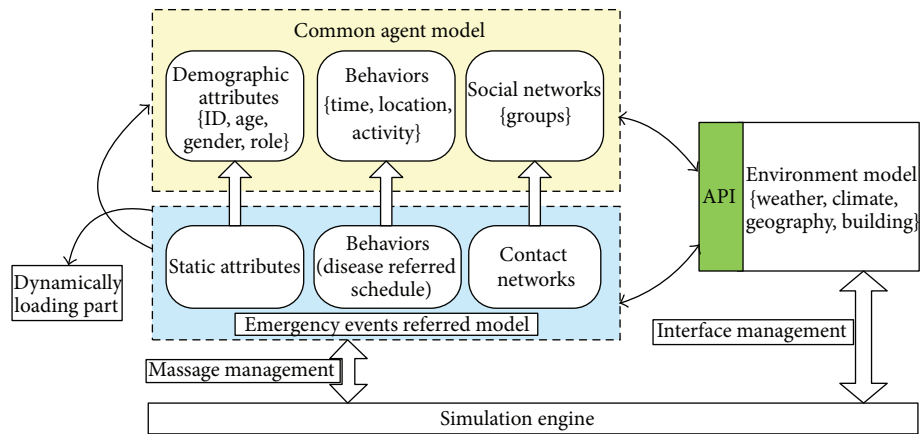 Common agent model
Demographic
attributes
{ID, age,
gender, role}
Behaviors
{time, location,
activity}
Social networks
{groups}
API
Environment model
{weather, climate,
geography, building}
Static attributes
Behaviors
(disease referred
schedule)
Contact
networks
Dynamically
loading part
Emergency events referred model
Massage management
Interface management
Simulation engine